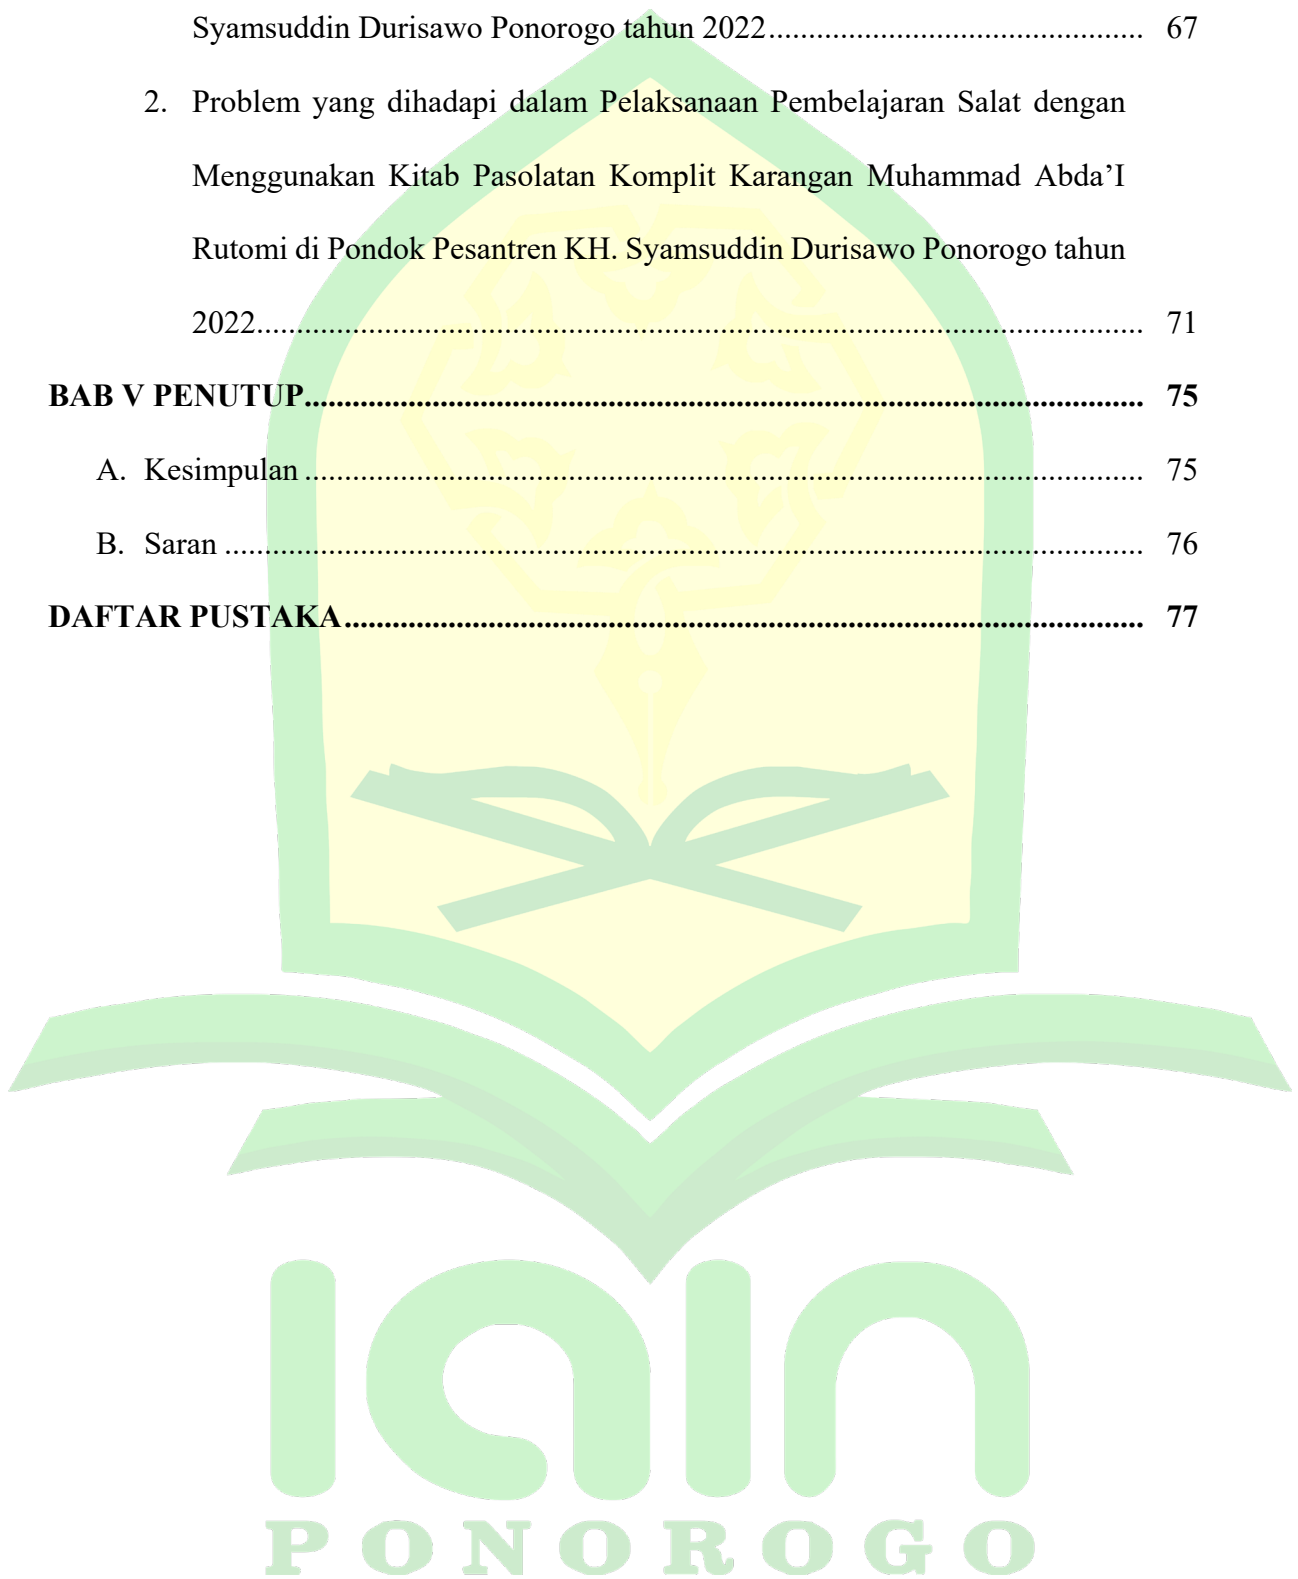 Syamsuddin Durisawo Ponorogo tahun 2022............................................... 67
2. Problem yang dihadapi dalam Pelaksanaan Pembelajaran Salat dengan
Menggunakan Kitab Pasolatan Komplit Karangan Muhammad Abda’I
Rutomi di Pondok Pesantren KH. Syamsuddin Durisawo Ponorogo tahun
2022............................................................................................................... 71
BAB V PENUTUP......................................................................................................... 75
A. Kesimpulan ......................................................................................................... 75
B. Saran ................................................................................................................... 76
DAFTAR PUSTAKA.................................................................................................... 77
iain
PONOROGO